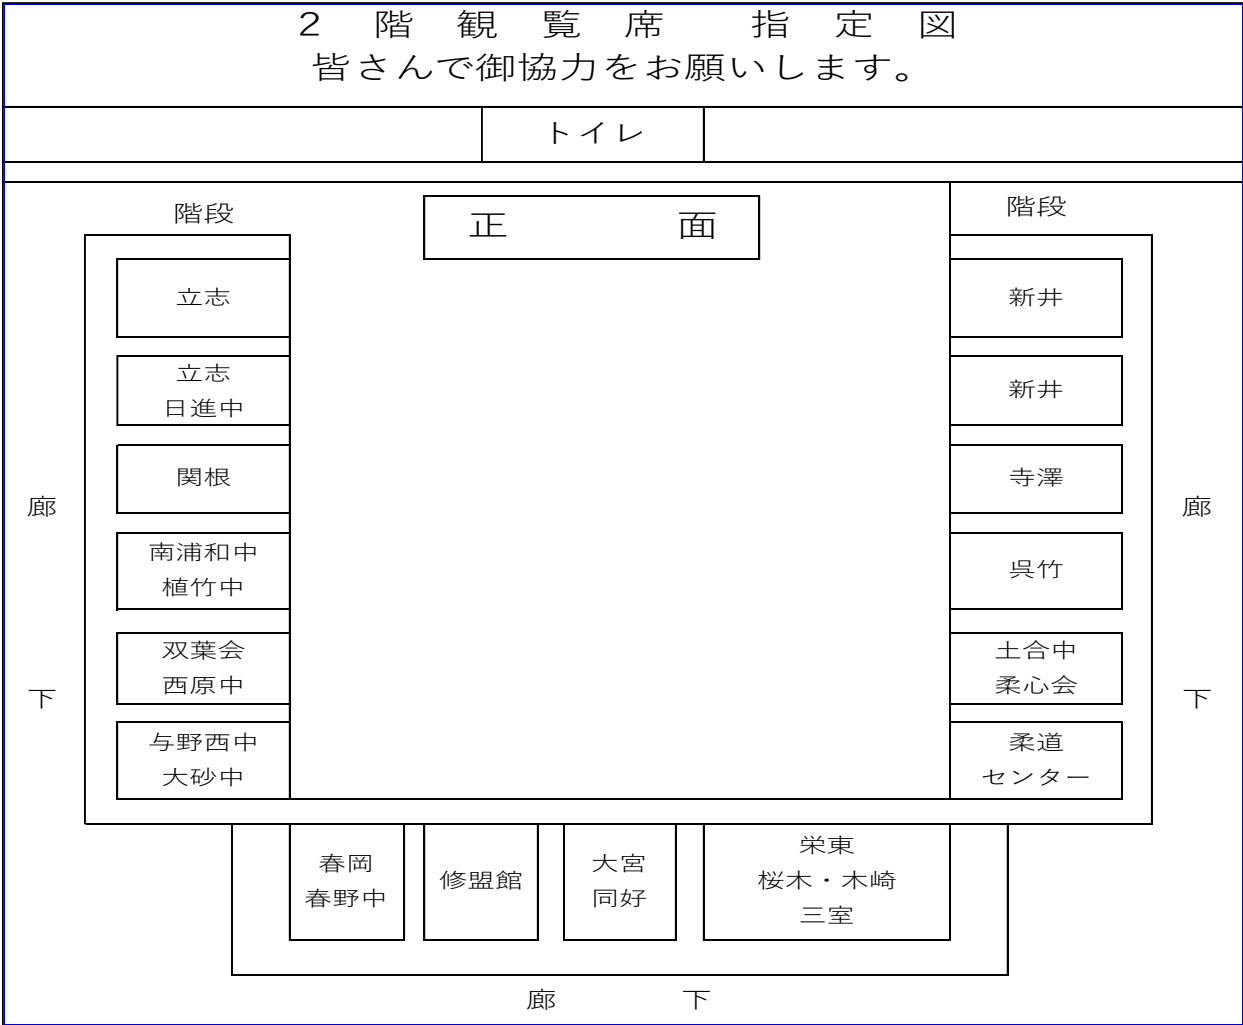 ２階観覧席　指定図
皆さんで御協力をお願いします。
トイレ
階段
正面
階段
立志
新井
立志
日進中
新井
関根
寺澤
廊下
廊下
南浦和中
植竹中
呉竹
双葉会
西原中
土合中
柔心会
与野西中
大砂中
柔道
センター
春岡
春野中
修盟館
大宮
同好
栄東
桜木・木崎
三室
廊下